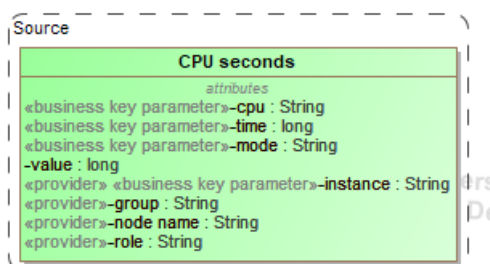 Source
CPU seconds
attributes
«business key parameter»-cpu : String
«business key parameter»-time : long
«business key parameter»-mode : String
-value : long
«provider» «business key parameter»-instance : String
«provider»-group : String
«provider»-node name : String
«provider»-role : String